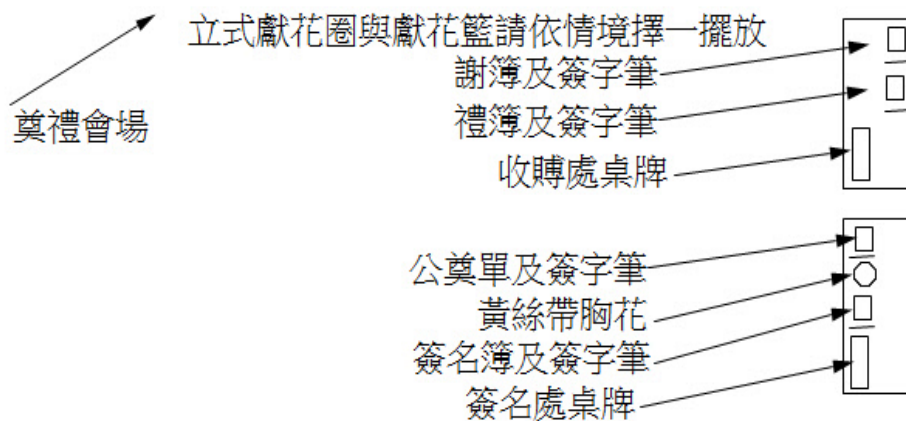 立式獻花圈與獻花籃請依情境擇一擺放
謝簿及簽字筆
奠禮會場
禮簿及簽字筆
收賻處桌牌
公奠單及簽字筆
黃絲帶胸花
簽名簿及簽字筆
簽名處桌牌